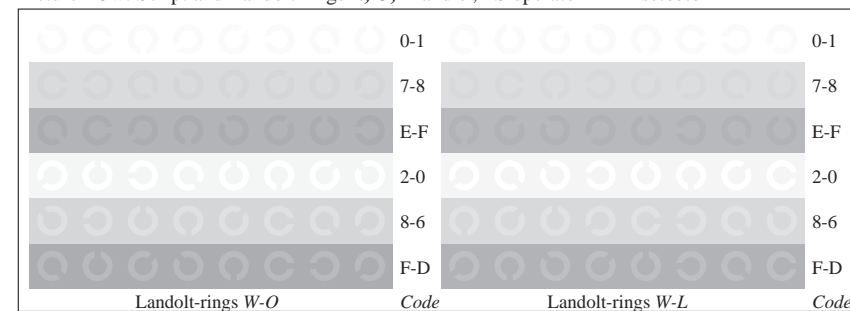 0-1 0-1
7-8 7-8
E-F E-F
2-0 2-0
8-6 8-6
F-D F-D
Landolt-rings W-O Code Landolt-rings W-L Code